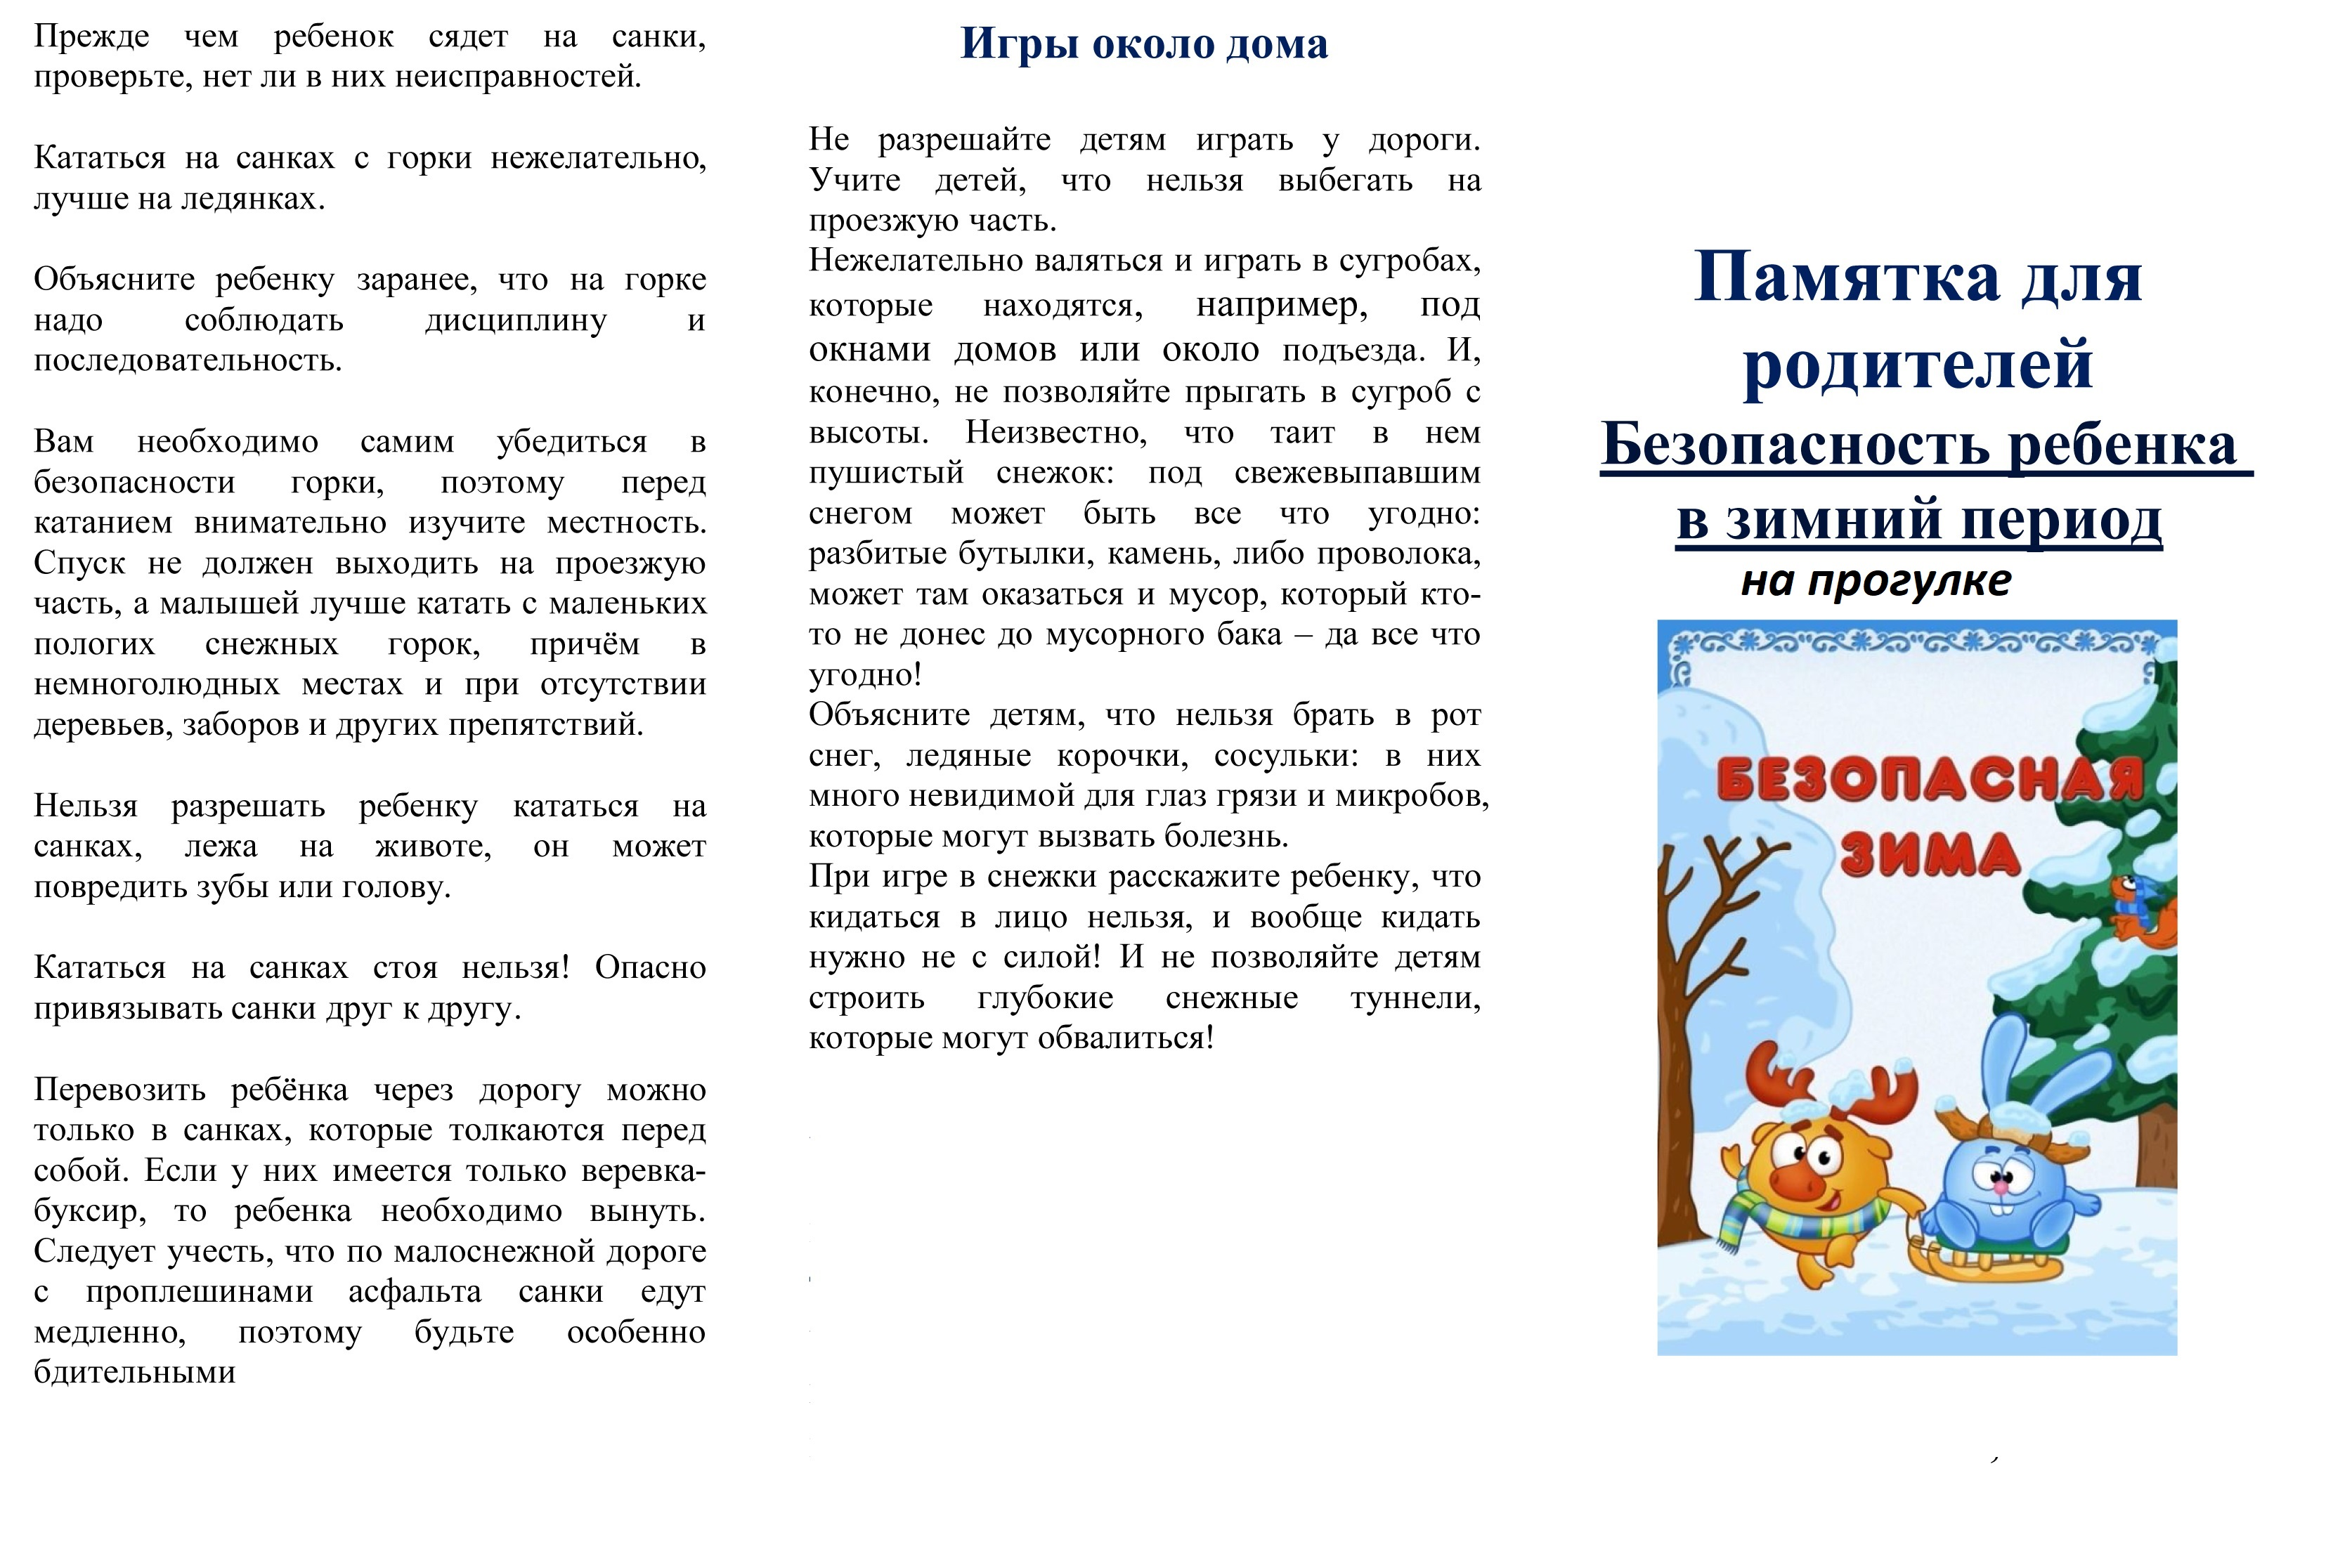 Прежде чем ребенок сядет на санки,
проверьте, нет ли в них неисправностей.
Кататься на санках с горки нежелательно,
лучше на ледянках.
Объясните ребенку заранее, что на горке
надо соблюдать дисциплину и
последовательность.
Вам необходимо самим убедиться в
безопасности горки, поэтому перед
катанием внимательно изучите местность.
Спуск не должен выходить на проезжую
часть, а малышей лучше катать с маленьких
пологих снежных горок, причём в
немноголюдных местах и при отсутствии
деревьев, заборов и других препятствий.
Нельзя разрешать ребенку кататься на
санках, лежа на животе, он может
повредить зубы или голову.
Кататься на санках стоя нельзя! Опасно
привязывать санки друг к другу.
Перевозить ребёнка через дорогу можно
только в санках, которые толкаются перед
собой. Если у них имеется только веревка-
буксир, то ребенка необходимо вынуть.
Следует учесть, что по малоснежной дороге
с проплешинами асфальта санки едут
медленно, поэтому будьте особенно
бдительными
Игры около дома
Не разрешайте детям играть у дороги.
Учите детей, что нельзя выбегать на
проезжую часть.
Нежелательно валяться и играть в сугробах,
которые находятся, например, под
окнами домов или около подъезда. И,
конечно, не позволяйте прыгать в сугроб с
высоты. Неизвестно, что таит в нем
пушистый снежок: под свежевыпавшим
снегом может быть все что угодно:
разбитые бутылки, камень, либо проволока,
может там оказаться и мусор, который кто-
то не донес до мусорного бака – да все что
угодно!
Объясните детям, что нельзя брать в рот
снег, ледяные корочки, сосульки: в них
много невидимой для глаз грязи и микробов,
которые могут вызвать болезнь.
При игре в снежки расскажите ребенку, что
кидаться в лицо нельзя, и вообще кидать
нужно не с силой! И не позволяйте детям
строить глубокие снежные туннели,
которые могут обвалиться!
Памятка для
родителей
Безопасность ребенка
в зимний период
на прогулке
БЕЗОПАСНАЯ
ЗИМА